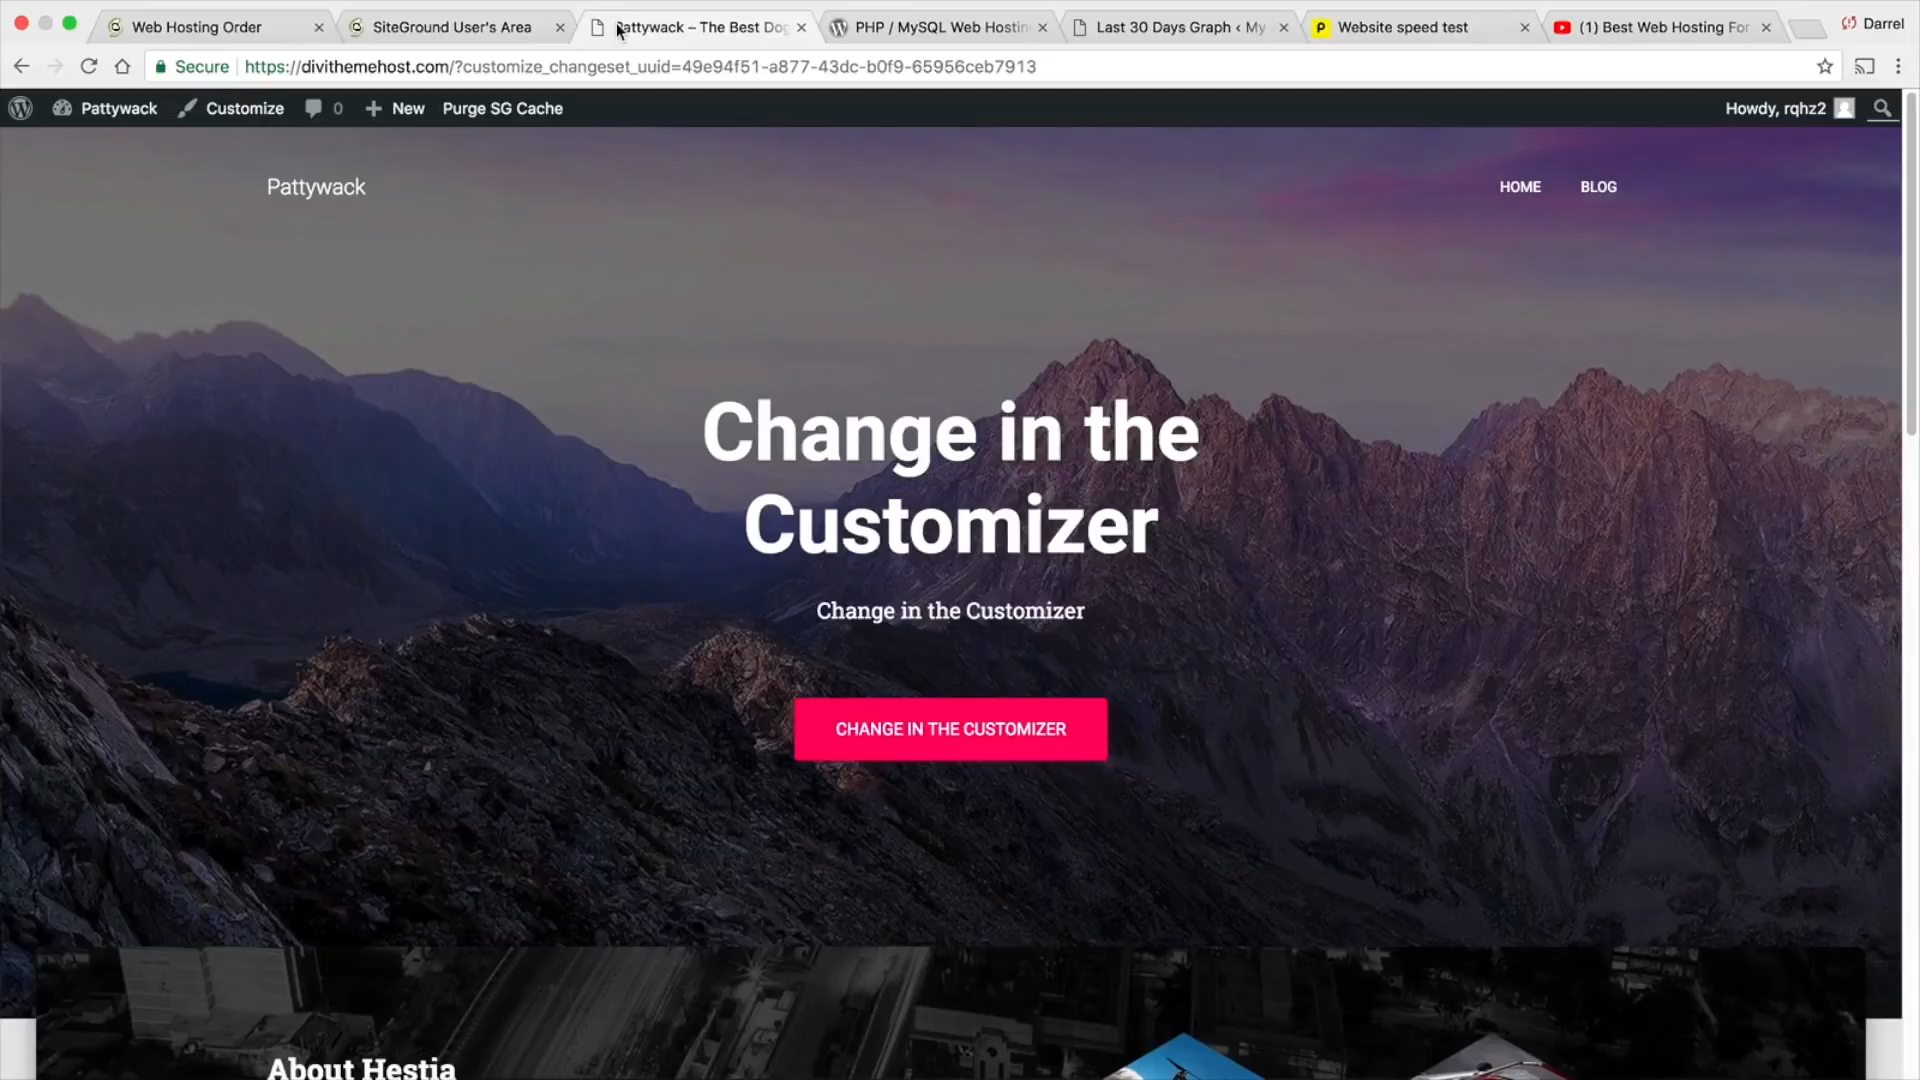 Web Hosting Order
SiteGround User's Area
Pattywack – The Best Dog
PHP / MySQL Web Hostin
Last 30 Days Graph ‹ My
Website speed test
(1) Best Web Hosting For
Darrel
Secure
https://divithemehost.com/?customize_changeset_uuid=49e94f51-a877-43dc-b0f9-65956ceb7913
Pattywack
Customize
0
New
Purge SG Cache
Howdy, rqhz2
Pattywack
HOME
BLOG
Change in the
Customizer
Change in the Customizer
CHANGE IN THE CUSTOMIZER
About Hestia